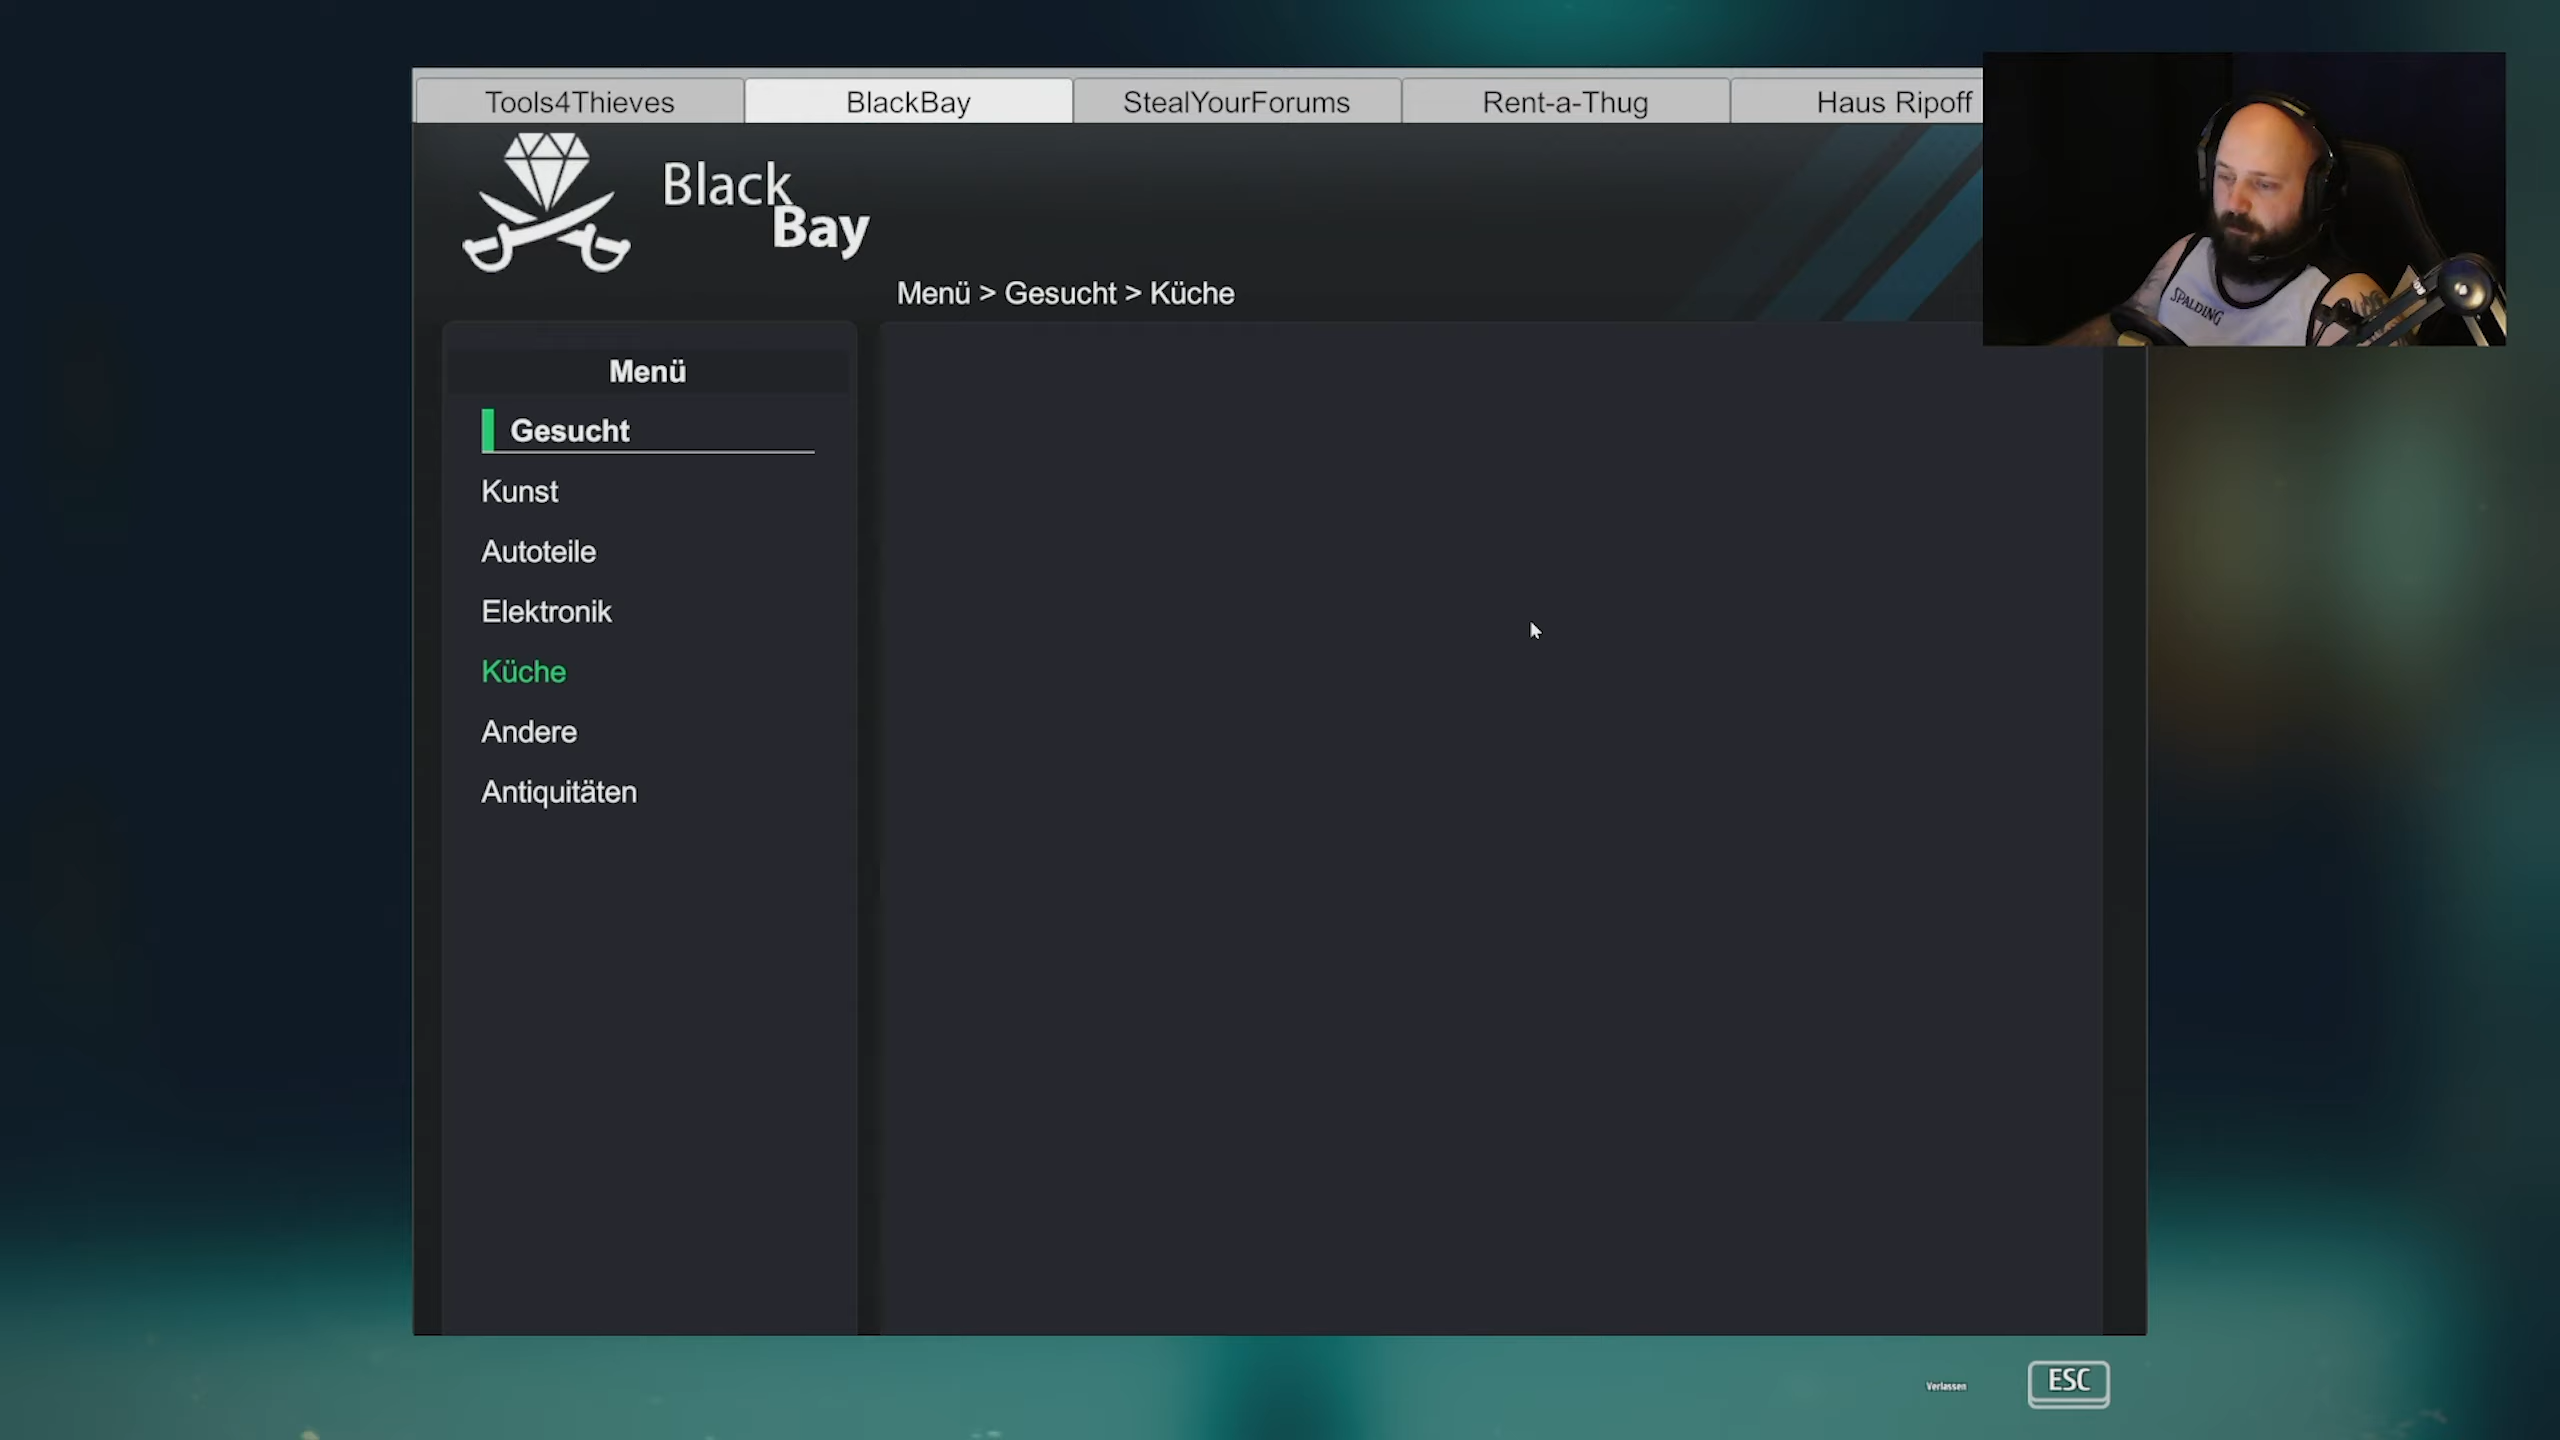 Tools4Thieves
BlackBay
StealYourForums
Rent-a-Thug
Haus Ripoff
Black
Bay
Menü > Gesucht > Küche
Menü
Gesucht
Kunst
Autoteile
Elektronik
Küche
Andere
Antiquitäten
SPALDING
Verlassen
ESC